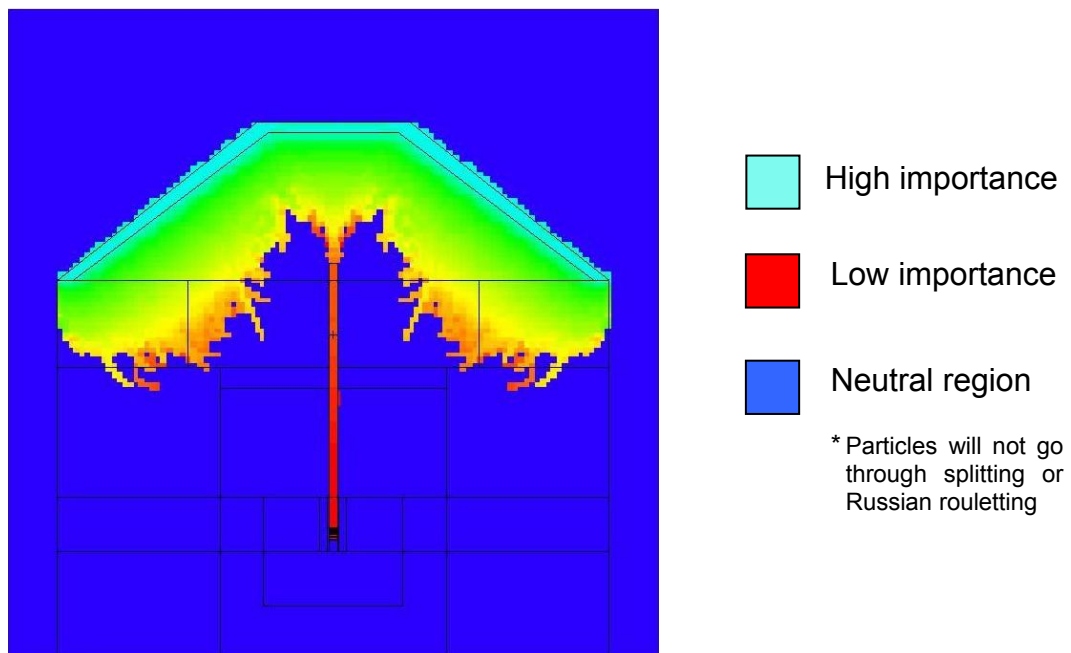 High importance
Low importance
Neutral region
* Particles will not go
through splitting or
Russian rouletting